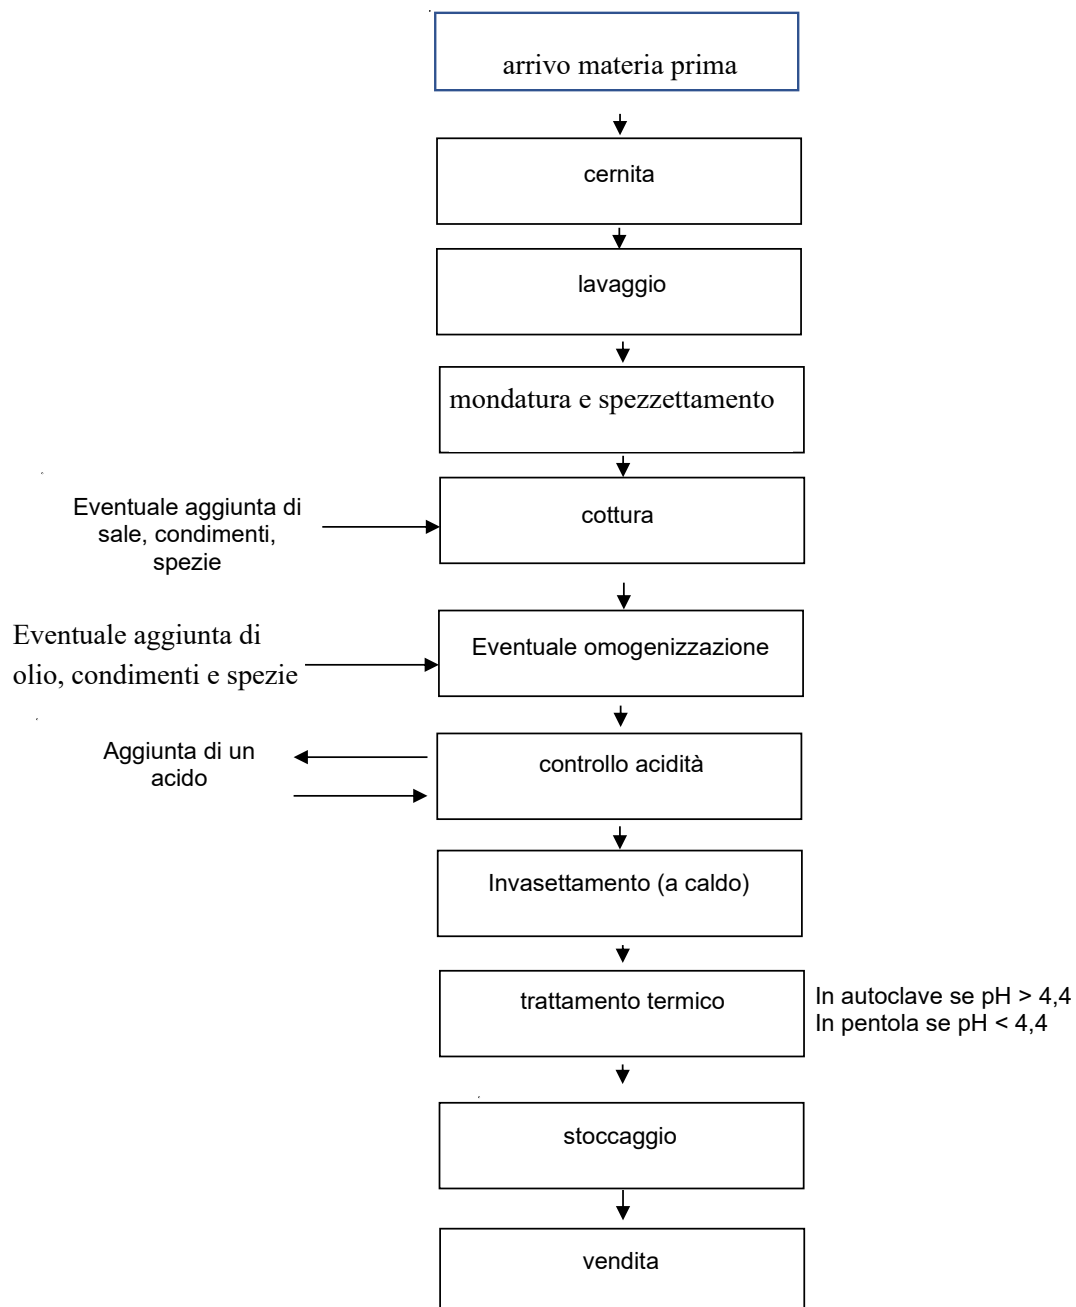 arrivo materia prima
cernita
lavaggio
mondatura e spezzettamento
Eventuale aggiunta di
sale, condimenti,
spezie
cottura
Eventuale aggiunta di
olio, condimenti e spezie
Eventuale omogenizzazione
Aggiunta di un
acido
controllo acidità
Invasettamento (a caldo)
trattamento termico
In autoclave se pH > 4,4
In pentola se pH < 4,4
stoccaggio
vendita